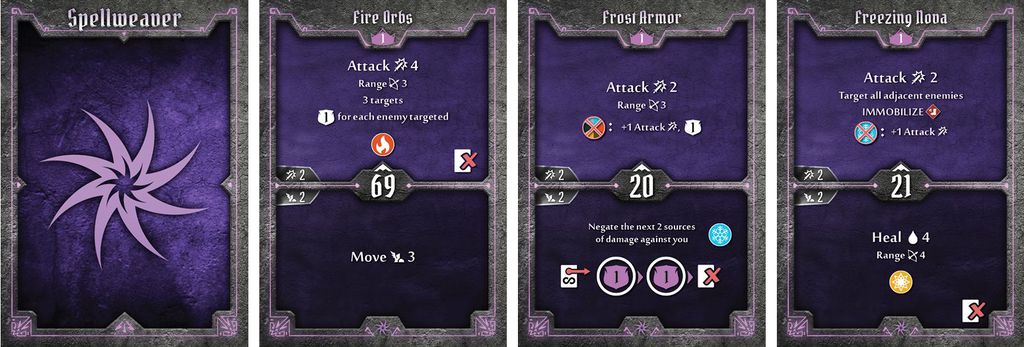 Spellweaver
Fire Orbs
1
Attack 4
Range 3
3 targets
1 for each enemy targeted
2
69
2
Move 3
Frost Armor
1
Attack 2
Range 3
: +1 Attack , 1
2
20
2
Negate the next 2 sources
of damage against you
1 1
Freezing Nova
1
Attack 2
Target all adjacent enemies
IMMOBILIZE
: +1 Attack
2
21
2
Heal 4
Range 4